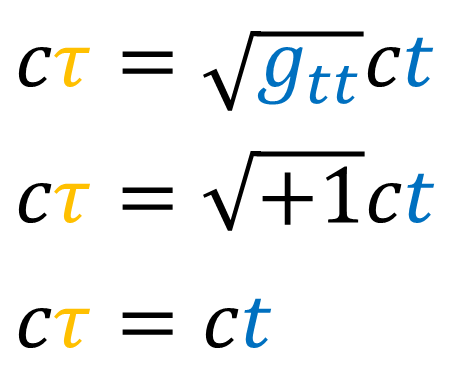 cτ = √g_tt ct
cτ = √+1 ct
cτ = ct